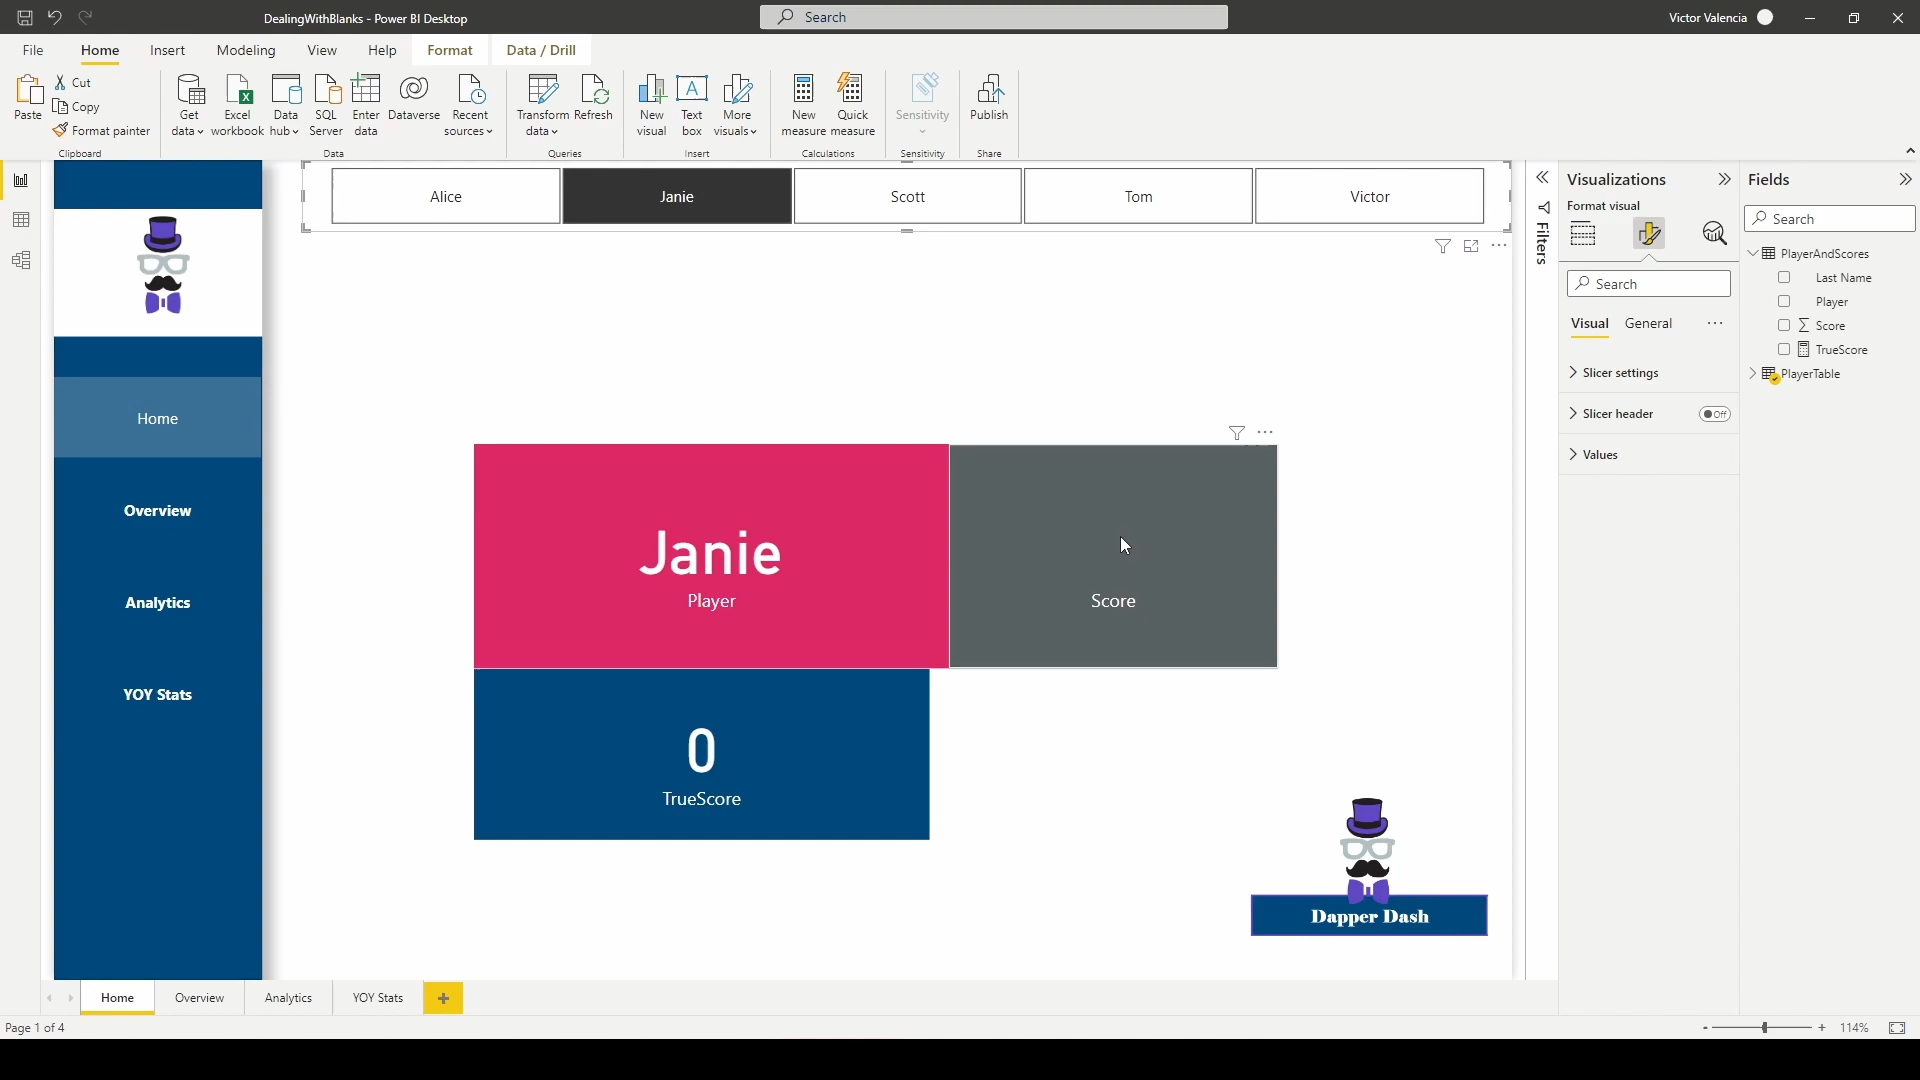 DealingWithBlanks - Power BI Desktop
Search
Victor Valencia
File
Home
Insert
Modeling
View
Help
Format
Data / Drill
Paste
Cut
Copy
Format painter
Clipboard
Get
data
Excel
workbook
Data
hub
SQL
Server
Enter
data
Dataverse
Recent
sources
Data
Transform
data
Refresh
Queries
New
visual
A
Text
box
More
visuals
Insert
New
measure
Quick
measure
Calculations
Sensitivity
Sensitivity
Publish
Share
Alice
Janie
Scott
Tom
Victor
Home
Overview
Analytics
YOY Stats
Janie
Player
Score
0
TrueScore
Dapper Dash
Filters
Visualizations
Format visual
Search
Visual
General
Slicer settings
Slicer header
Off
Values
Fields
Search
PlayerAndScores
Last Name
Player
Score
TrueScore
PlayerTable
Home
Overview
Analytics
YOY Stats
Page 1 of 4
114%